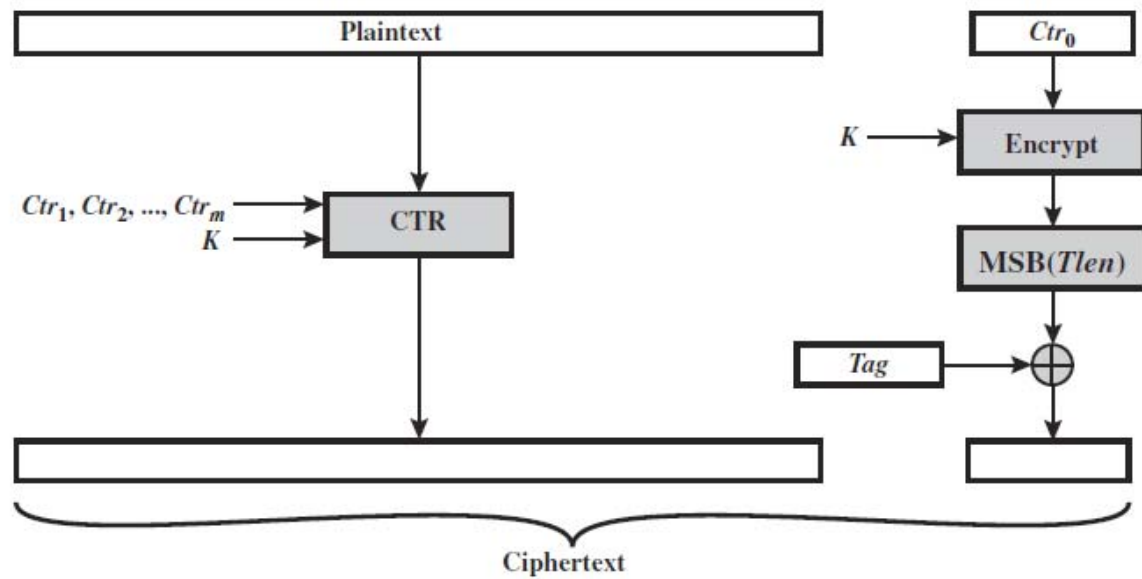 Plaintext
Ctr₀
K
Encrypt
Ctr₁, Ctr₂, ..., Ctrₘ
K
CTR
MSB(Tlen)
Tag
Ciphertext